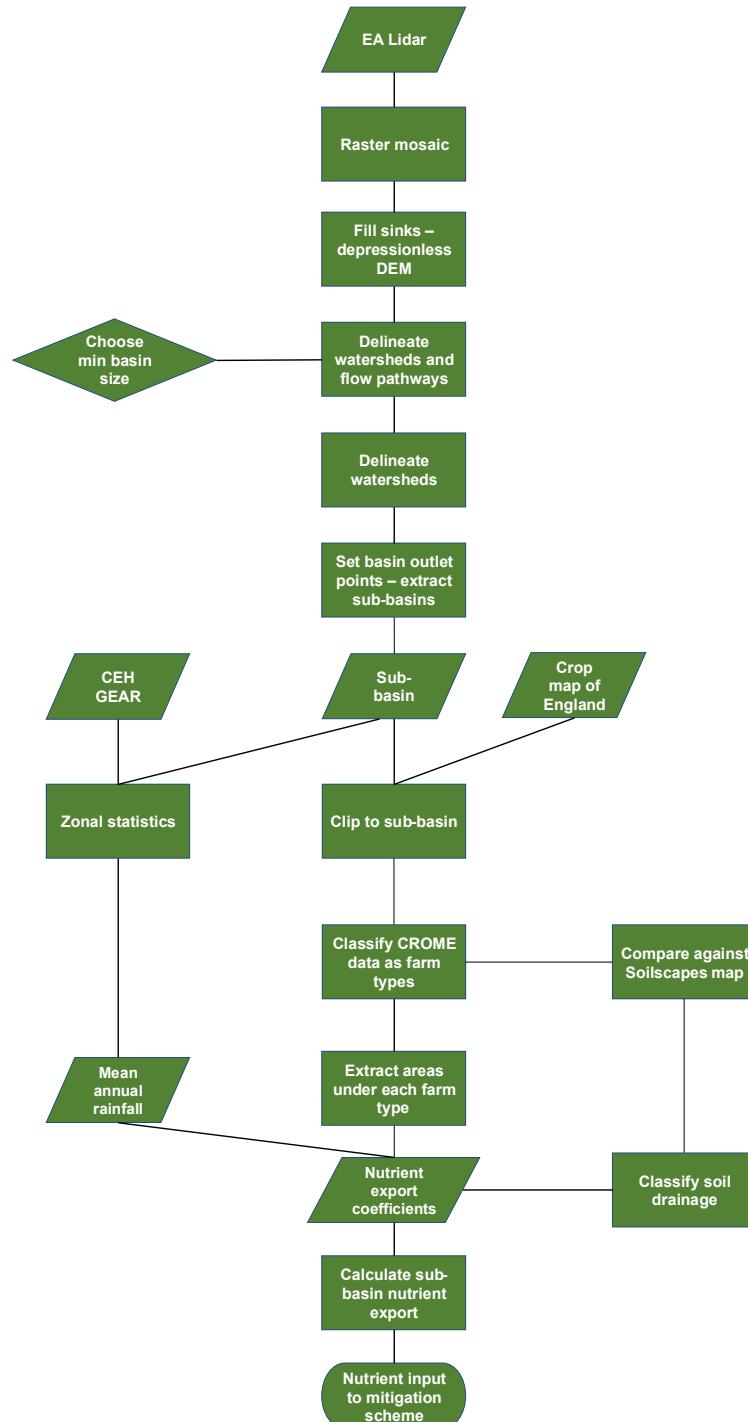 EA Lidar
Raster mosaic
Fill sinks –
depressionless
DEM
Choose
min basin
size
Delineate
watersheds and
flow pathways
Delineate
watersheds
Set basin outlet
points – extract
sub-basins
CEH
GEAR
Sub-
basin
Crop
map of
England
Zonal statistics
Clip to sub-basin
Classify CROME
data as farm
types
Compare against
Soilscapes map
Mean
annual
rainfall
Extract areas
under each farm
type
Nutrient
export
coefficients
Classify soil
drainage
Calculate sub-
basin nutrient
export
Nutrient input
to mitigation
scheme